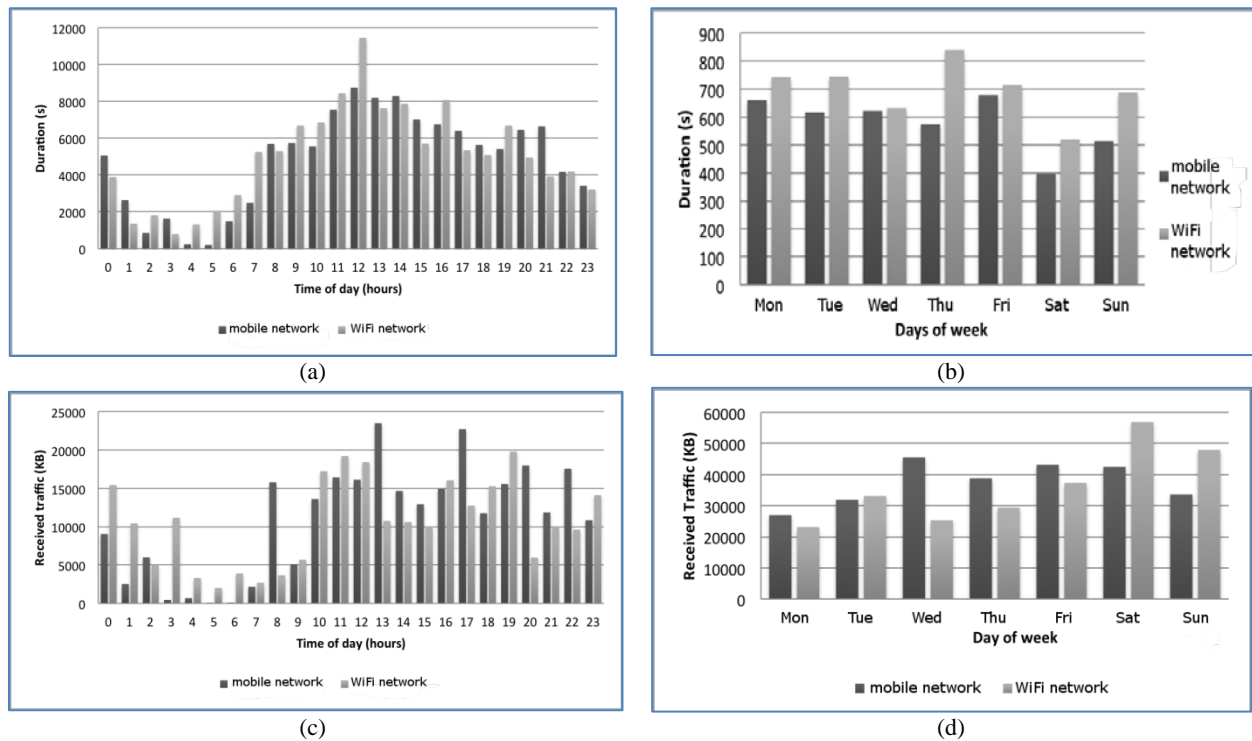 12000
10000
8000
6000
4000
2000
0
Duration (s)
0 1 2 3 4 5 6 7 8 9 10 11 12 13 14 15 16 17 18 19 20 21 22 23
Time of day (hours)
mobile network WiFi network
(a)
900
800
700
600
500
400
300
200
100
0
Duration (s)
Mon Tue Wed Thu Fri Sat Sun
Days of week
mobile
network
WiFi
network
(b)
25000
20000
15000
10000
5000
0
Received traffic (KB)
0 1 2 3 4 5 6 7 8 9 10 11 12 13 14 15 16 17 18 19 20 21 22 23
Time of day (hours)
mobile network WiFi network
(c)
60000
50000
40000
30000
20000
10000
0
Received Traffic (KB)
Mon Tue Wed Thu Fri Sat Sun
Day of week
mobile network WiFi network
(d)